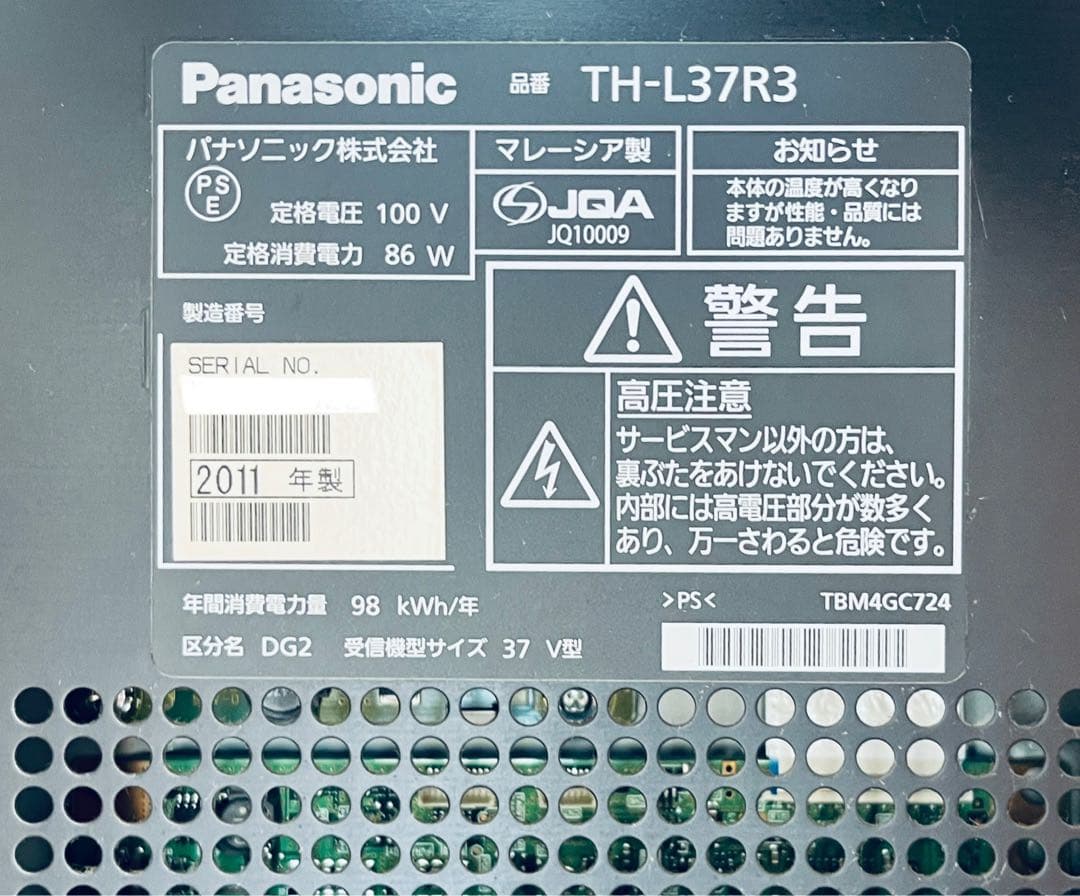 Panasonic 品番 TH-L37R3
パナソニック株式会社
PS
E
定格電圧 100 V
定格消費電力 86 W
マレーシア製
JQA
JQ10009
お知らせ
本体の温度が高くなり
ますが性能・品質には
問題ありません。
製造番号
SERIAL NO.
2011 年製
警告
高圧注意
サービスマン以外の方は、
裏ぶたをあけないでください。
内部には高電圧部分が数多く
あり、万一さわると危険です。
年間消費電力量 98 kWh/年
区分名 DG2 受信機型サイズ 37 V型
>PS< TBM4GC724